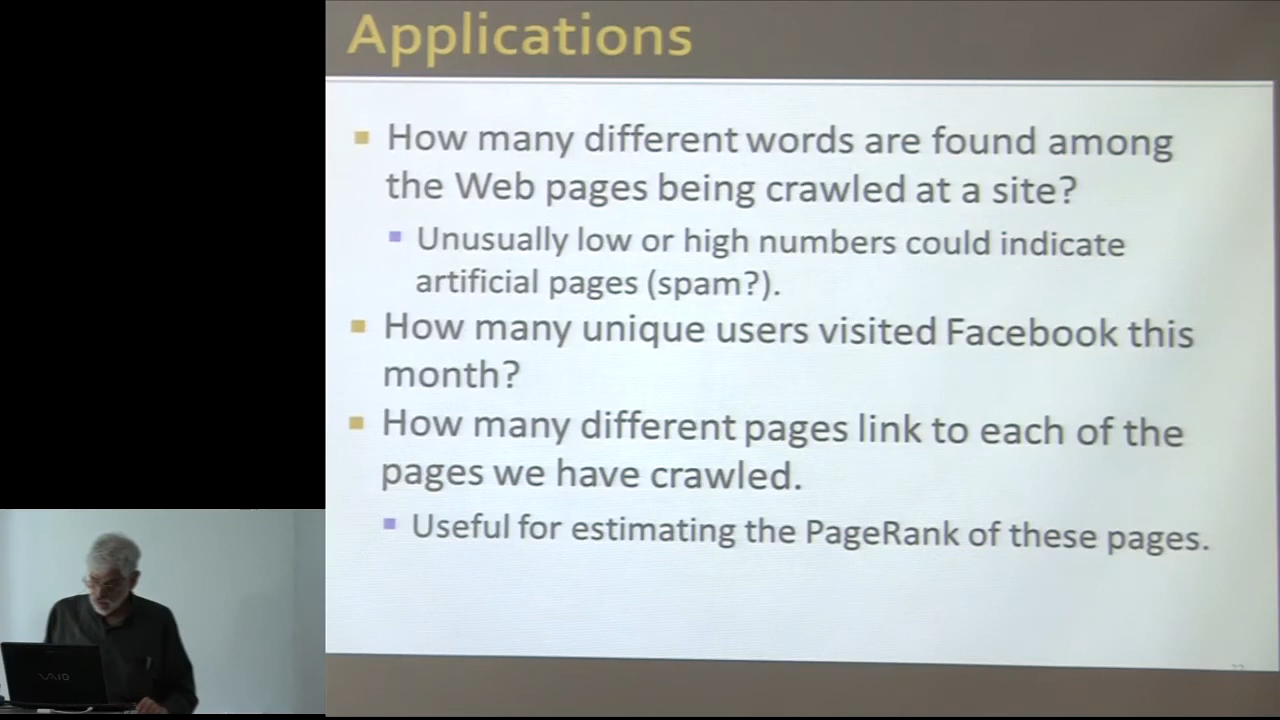 Applications
How many different words are found among
the Web pages being crawled at a site?
Unusually low or high numbers could indicate
artificial pages (spam?).
How many unique users visited Facebook this
month?
How many different pages link to each of the
pages we have crawled.
Useful for estimating the PageRank of these pages.
VAIO